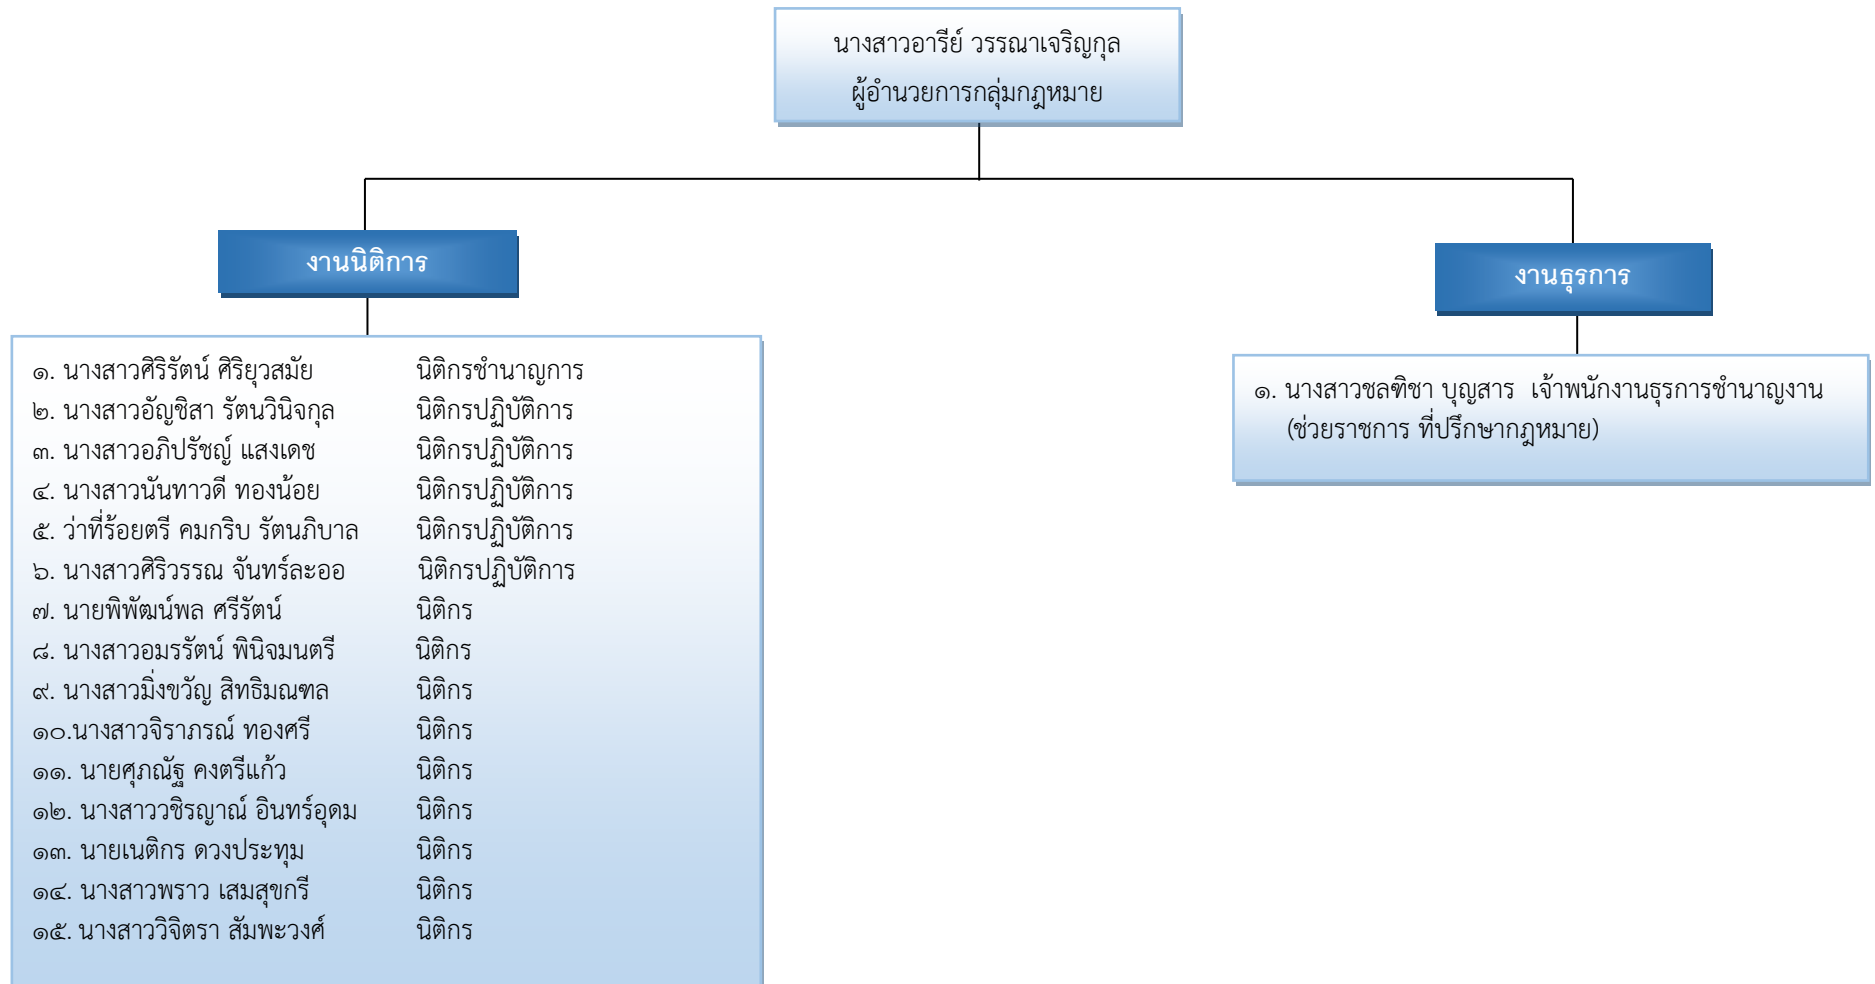 นางสาวอารีย์ วรรณาเจริญกุล
ผู้อำนวยการกลุ่มกฎหมาย
งานนิติการ
๑. นางสาวศิริรัตน์ ศิริยุวสมัย นิติกรชำนาญการ
๒. นางสาวอัญชิสา รัตนวินิจกุล นิติกรปฏิบัติการ
๓. นางสาวอภิปรัชญ์ แสงเดช นิติกรปฏิบัติการ
๔. นางสาวนันทาวดี ทองน้อย นิติกรปฏิบัติการ
๕. ว่าที่ร้อยตรี คมกริบ รัตนภิบาล นิติกรปฏิบัติการ
๖. นางสาวศิริวรรณ จันทร์ละออ นิติกรปฏิบัติการ
๗. นายพิพัฒน์พล ศรีรัตน์ นิติกร
๘. นางสาวอมรรัตน์ พินิจมนตรี นิติกร
๙. นางสาวมิ่งขวัญ สิทธิมณฑล นิติกร
๑๐.นางสาวจิราภรณ์ ทองศรี นิติกร
๑๑. นายศุภณัฐ คงตรีแก้ว นิติกร
๑๒. นางสาววชิรญาณ์ อินทร์อุดม นิติกร
๑๓. นายเนติกร ดวงประทุม นิติกร
๑๔. นางสาวพราว เสมสุขกรี นิติกร
๑๕. นางสาววิจิตรา สัมพะวงศ์ นิติกร
งานธุรการ
๑. นางสาวชลฑิชา บุญสาร เจ้าพนักงานธุรการชำนาญงาน
(ช่วยราชการ ที่ปรึกษากฎหมาย)